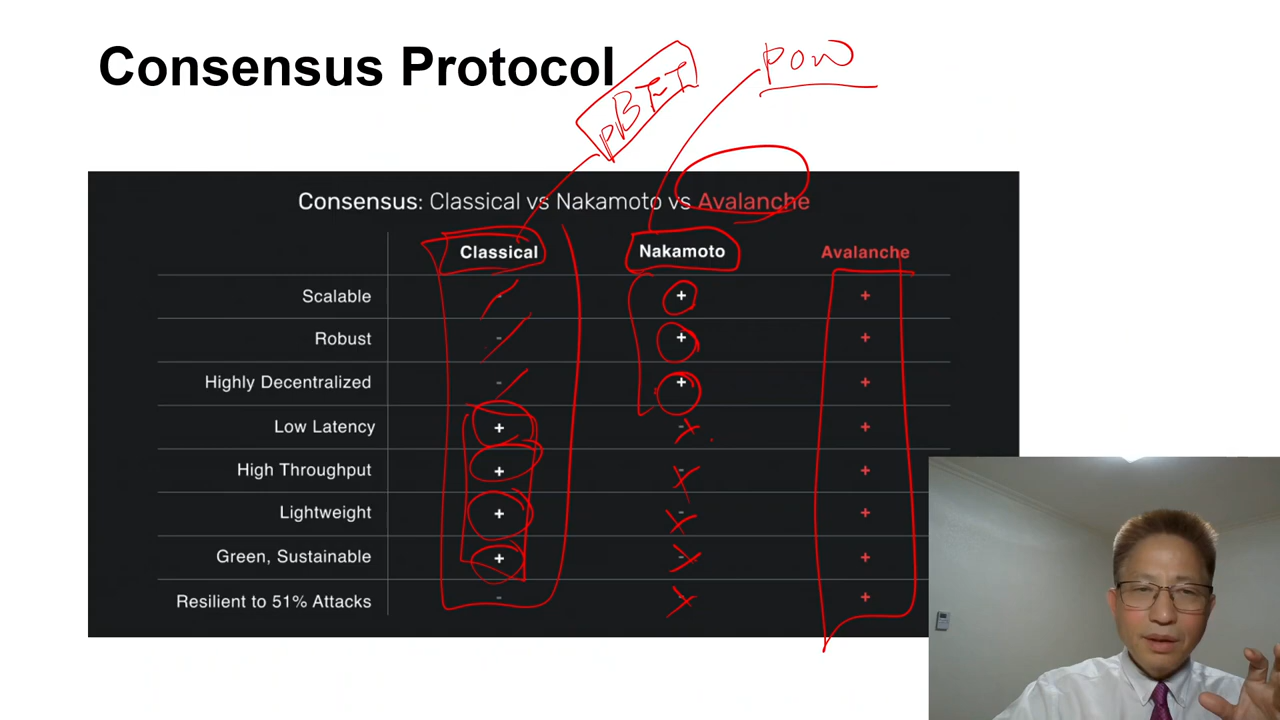 Consensus Protocol
pBFT
POW
Consensus: Classical vs Nakamoto vs Avalanche
Classical Nakamoto Avalanche
Scalable - + +
Robust - + +
Highly Decentralized - + +
Low Latency + - +
High Throughput + - +
Lightweight + - +
Green, Sustainable + - +
Resilient to 51% Attacks - - +